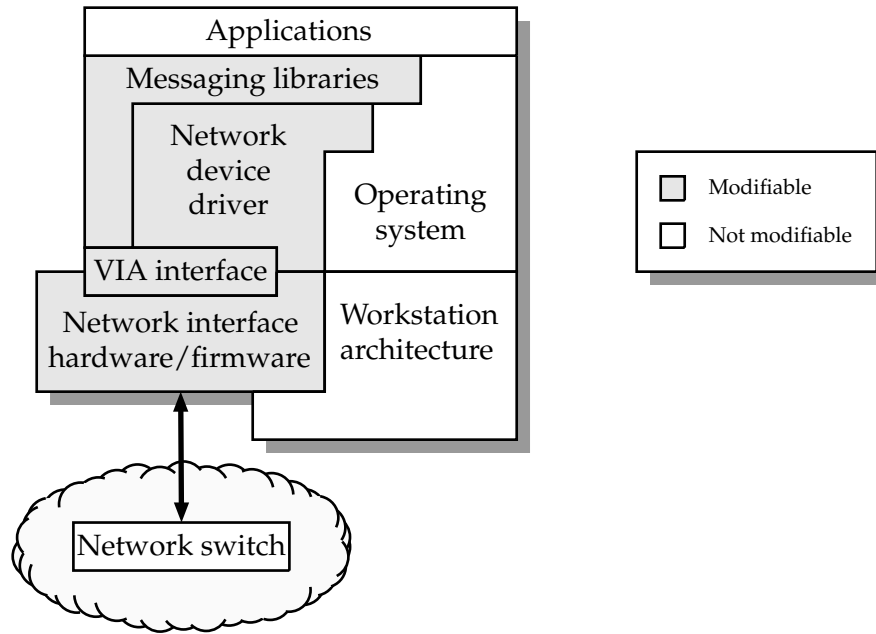 Applications
Messaging libraries
Network
device
driver
Operating
system
VIA interface
Network interface
hardware/firmware
Workstation
architecture
Network switch
Modifiable
Not modifiable